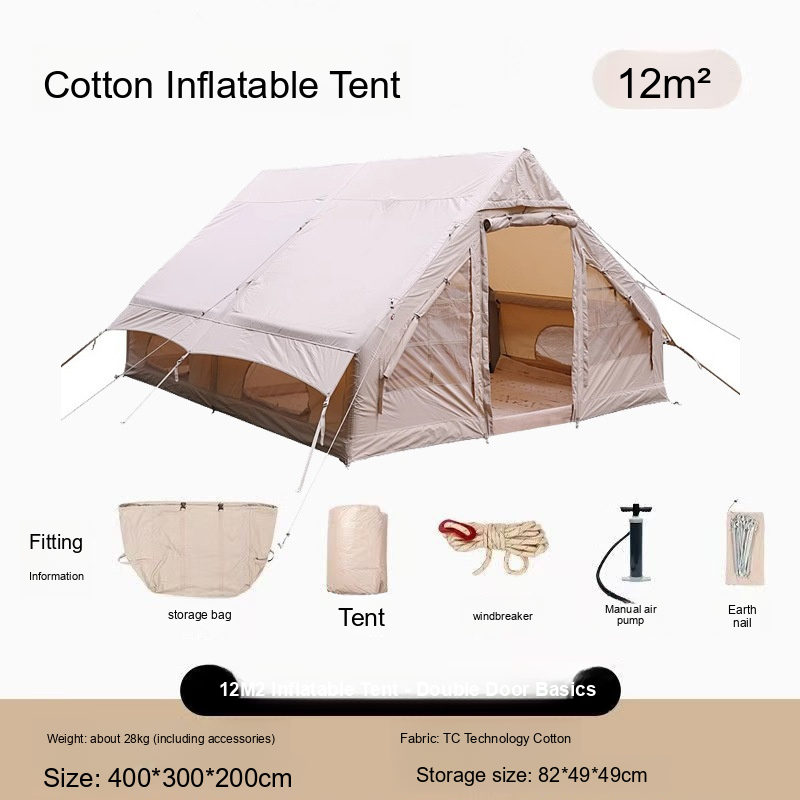 Cotton Inflatable Tent
12m²
Fitting
Information
storage bag
Tent
windbreaker
Manual air
pump
Earth
nail
12M2 Inflatable Tent - Double Door Basics
Weight: about 28kg (including accessories)
Fabric: TC Technology Cotton
Size: 400*300*200cm
Storage size: 82*49*49cm